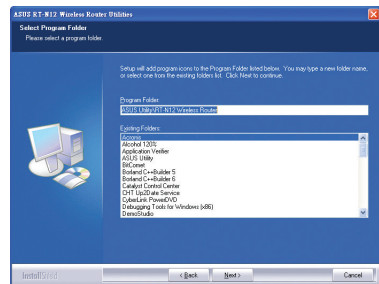 ASUS RT-N12 Wireless Router Utilities
Select Program Folder
Please select a program folder.
Setup will add program icons to the Program Folder listed below. You may type a new folder name, or select one from the existing folders list. Click Next to continue.
Program Folder:
ASUS Utility\RT-N12 Wireless Router
Existing Folders:
Acronis
Alcohol 120%
Application Verifier
ASUS Utility
BitComet
Borland C++Builder 5
Borland C++Builder 6
Catalyst Control Center
CHT Up2Date Service
CyberLink PowerDVD
Debugging Tools for Windows (x86)
DemoStudio
InstallShield
< Back
Next >
Cancel